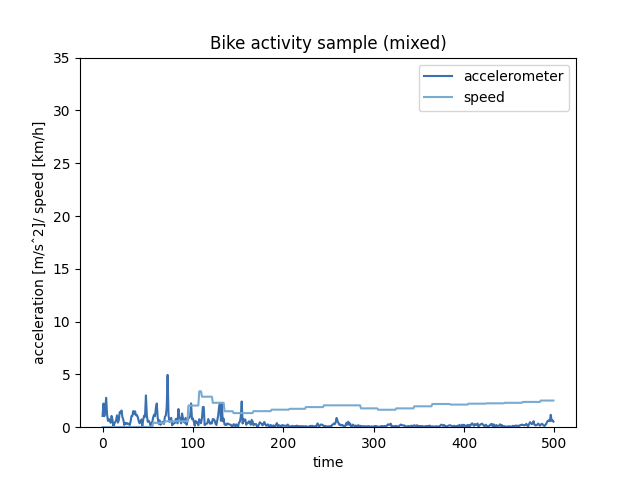 Bike activity sample (mixed)
accelerometer
speed
acceleration [m/sˆ2]/ speed [km/h]
35
30
25
20
15
10
5
0
0 100 200 300 400 500
time